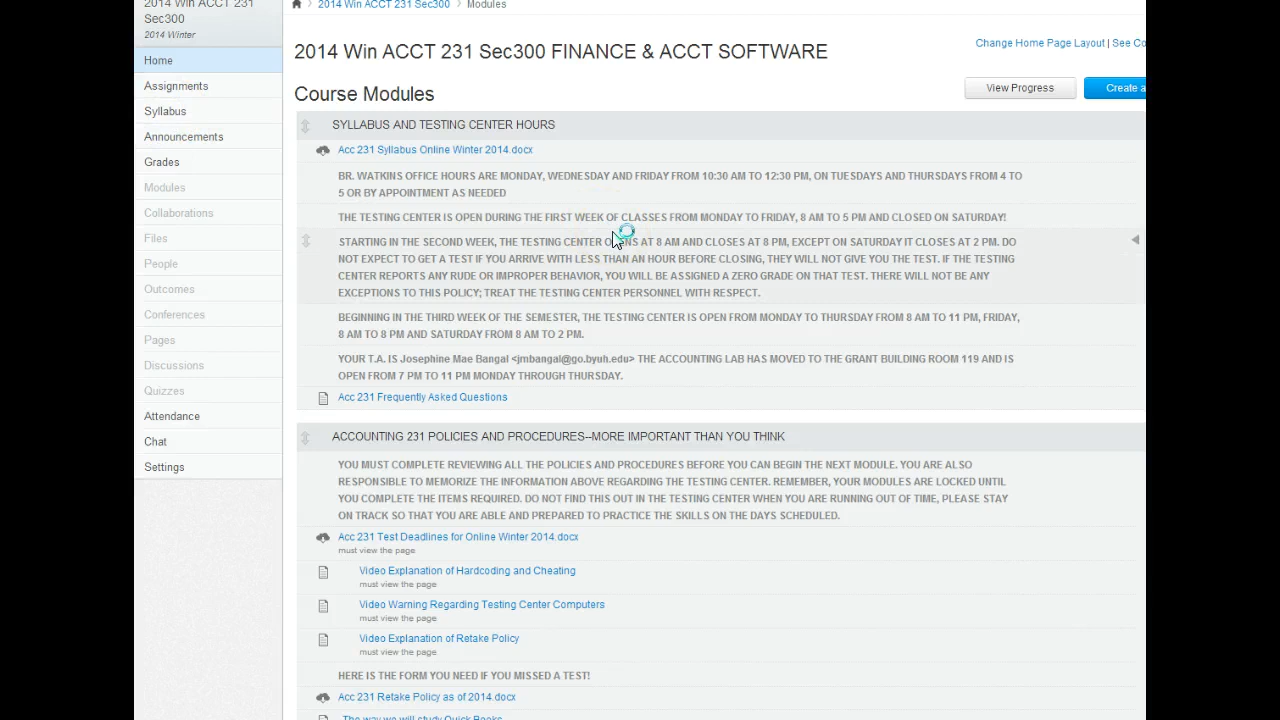 2014 Win ACCT 231
Sec300
2014 Winter
2014 Win ACCT 231 Sec300 > Modules
Home
Assignments
Syllabus
Announcements
Grades
Modules
Collaborations
Files
People
Outcomes
Conferences
Pages
Discussions
Quizzes
Attendance
Chat
Settings
2014 Win ACCT 231 Sec300 FINANCE & ACCT SOFTWARE
Change Home Page Layout | See Co
Course Modules
View Progress
Create a
SYLLABUS AND TESTING CENTER HOURS
Acc 231 Syllabus Online Winter 2014.docx
BR. WATKINS OFFICE HOURS ARE MONDAY, WEDNESDAY AND FRIDAY FROM 10:30 AM TO 12:30 PM, ON TUESDAYS AND THURSDAYS FROM 4 TO
5 OR BY APPOINTMENT AS NEEDED
THE TESTING CENTER IS OPEN DURING THE FIRST WEEK OF CLASSES FROM MONDAY TO FRIDAY, 8 AM TO 5 PM AND CLOSED ON SATURDAY!
STARTING IN THE SECOND WEEK, THE TESTING CENTER OPENS AT 8 AM AND CLOSES AT 8 PM, EXCEPT ON SATURDAY IT CLOSES AT 2 PM. DO
NOT EXPECT TO GET A TEST IF YOU ARRIVE WITH LESS THAN AN HOUR BEFORE CLOSING, THEY WILL NOT GIVE YOU THE TEST. IF THE TESTING
CENTER REPORTS ANY RUDE OR IMPROPER BEHAVIOR, YOU WILL BE ASSIGNED A ZERO GRADE ON THAT TEST. THERE WILL NOT BE ANY
EXCEPTIONS TO THIS POLICY; TREAT THE TESTING CENTER PERSONNEL WITH RESPECT.
BEGINNING IN THE THIRD WEEK OF THE SEMESTER, THE TESTING CENTER IS OPEN FROM MONDAY TO THURSDAY FROM 8 AM TO 11 PM, FRIDAY,
8 AM TO 8 PM AND SATURDAY FROM 8 AM TO 2 PM.
YOUR T.A. IS Josephine Mae Bangal <jmbangal@go.byuh.edu> THE ACCOUNTING LAB HAS MOVED TO THE GRANT BUILDING ROOM 119 AND IS
OPEN FROM 7 PM TO 11 PM MONDAY THROUGH THURSDAY.
Acc 231 Frequently Asked Questions
ACCOUNTING 231 POLICIES AND PROCEDURES--MORE IMPORTANT THAN YOU THINK
YOU MUST COMPLETE REVIEWING ALL THE POLICIES AND PROCEDURES BEFORE YOU CAN BEGIN THE NEXT MODULE. YOU ARE ALSO
RESPONSIBLE TO MEMORIZE THE INFORMATION ABOVE REGARDING THE TESTING CENTER. REMEMBER, YOUR MODULES ARE LOCKED UNTIL
YOU COMPLETE THE ITEMS REQUIRED. DO NOT FIND THIS OUT IN THE TESTING CENTER WHEN YOU ARE RUNNING OUT OF TIME, PLEASE STAY
ON TRACK SO THAT YOU ARE ABLE AND PREPARED TO PRACTICE THE SKILLS ON THE DAYS SCHEDULED.
Acc 231 Test Deadlines for Online Winter 2014.docx
must view the page
Video Explanation of Hardcoding and Cheating
must view the page
Video Warning Regarding Testing Center Computers
must view the page
Video Explanation of Retake Policy
must view the page
HERE IS THE FORM YOU NEED IF YOU MISSED A TEST!
Acc 231 Retake Policy as of 2014.docx
The way we will study Quick Books